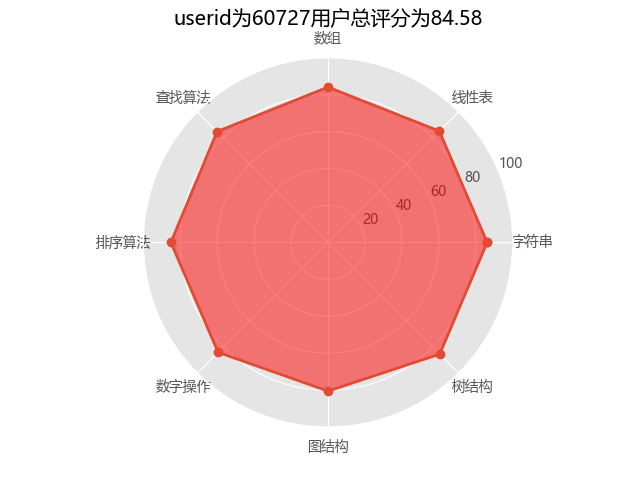 userid为60727用户总评分为84.58
数组
查找算法
线性表
100
80
60
40
20
排序算法
字符串
数字操作
树结构
图结构